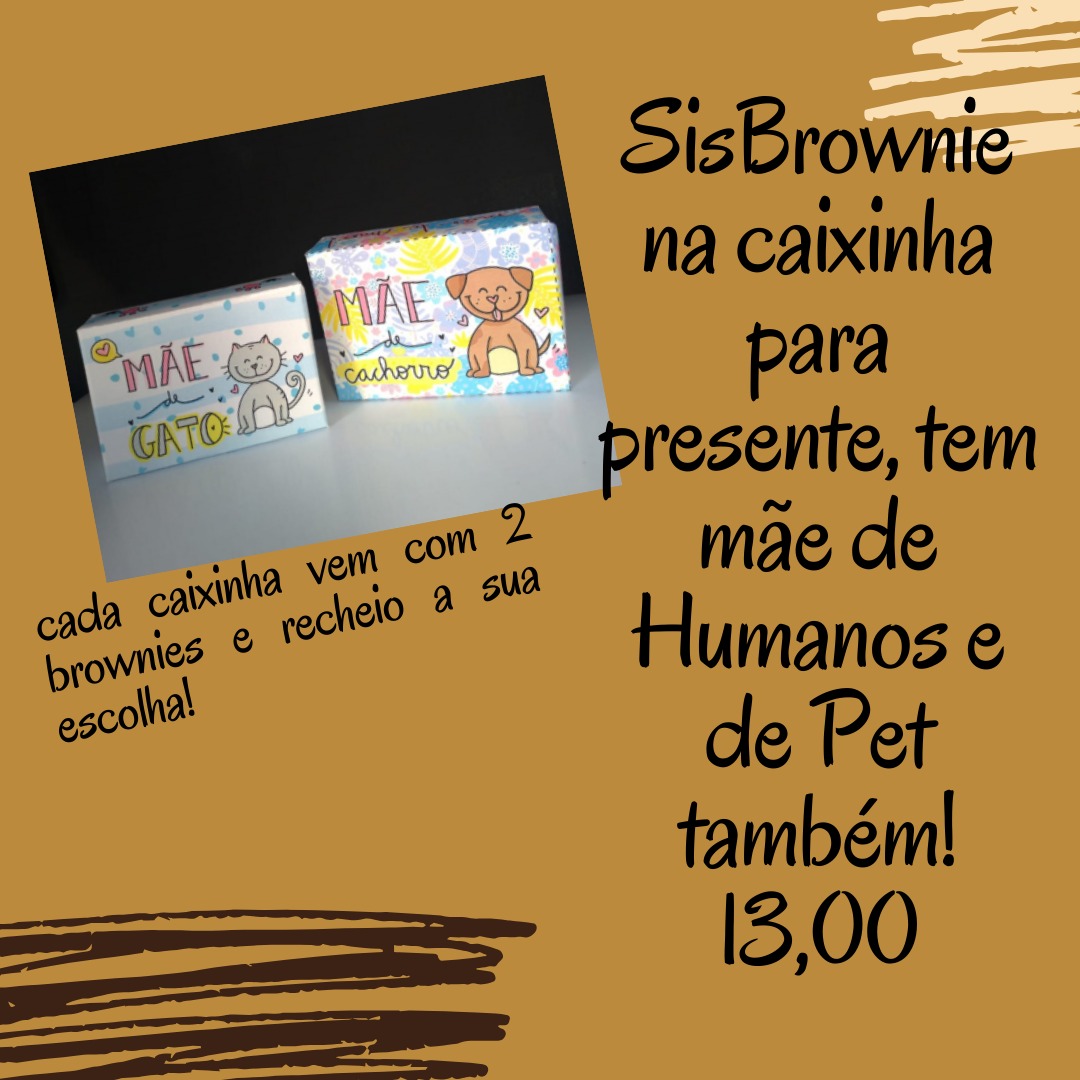 SisBrownie
na caixinha
para
presente, tem
mãe de
Humanos e
de Pet
também!
13,00
MÃE
de
GATO
MÃE
de
cachorro
cada caixinha vem com 2
brownies e recheio a sua
escolha!